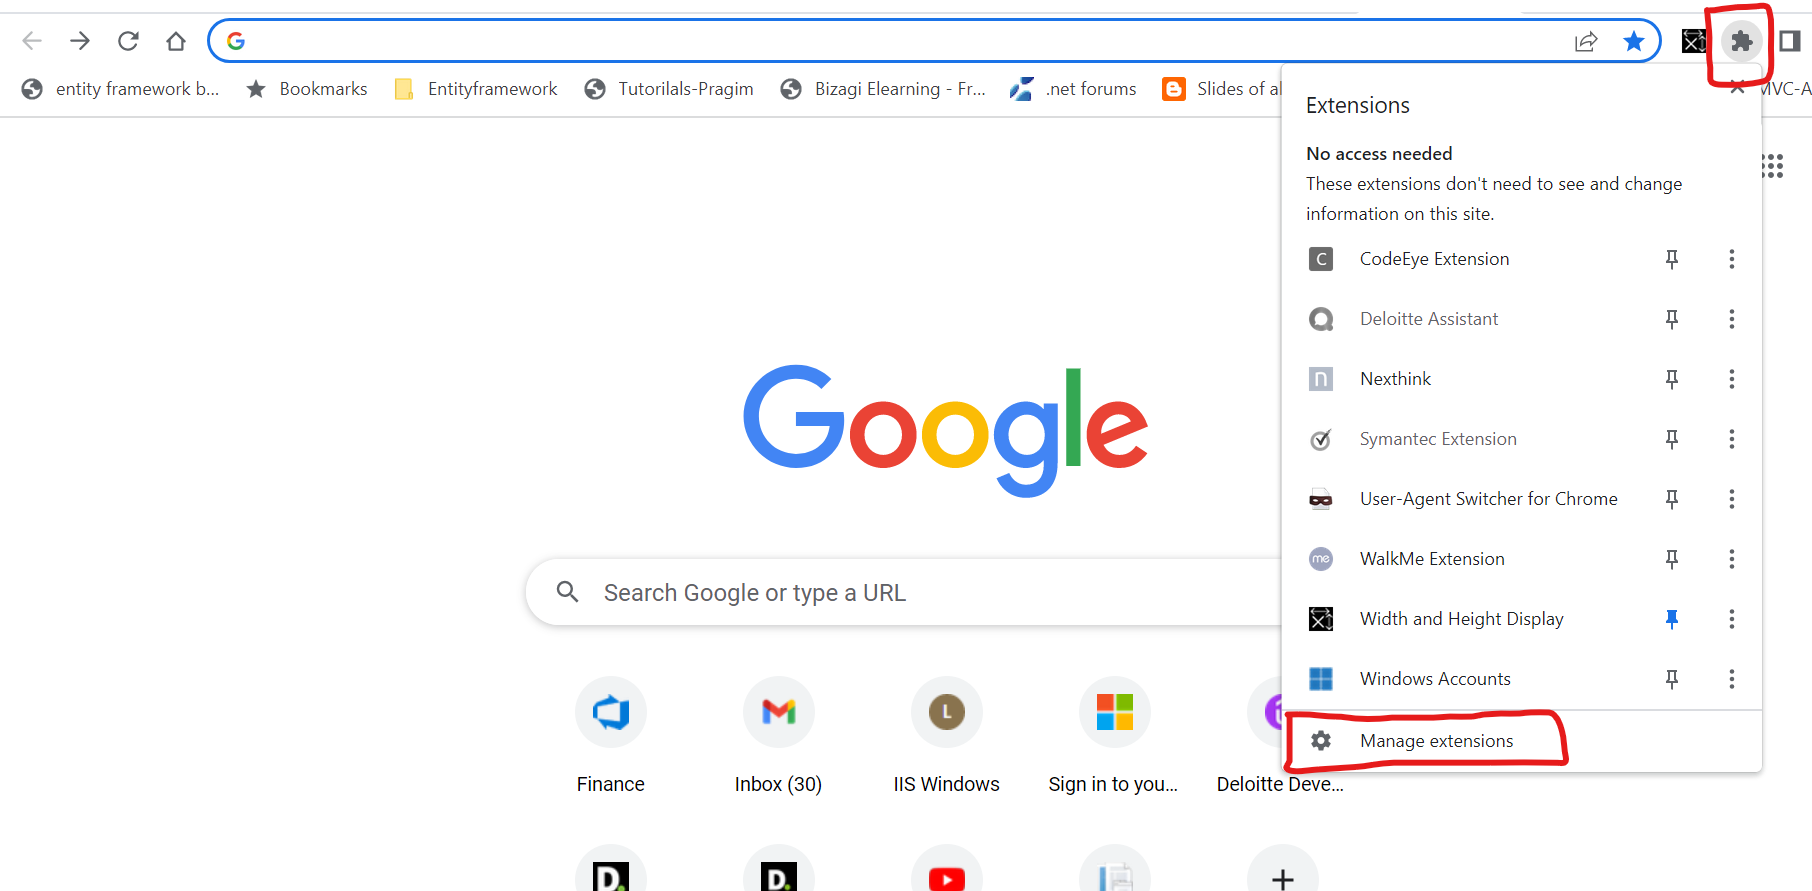 entity framework b...
Bookmarks
Entityframework
Tutorilals-Pragim
Bizagi Elearning - Fr...
.net forums
Slides of al
MVC-A
Extensions
No access needed
These extensions don't need to see and change
information on this site.
C CodeEye Extension
Deloitte Assistant
n Nexthink
Symantec Extension
User-Agent Switcher for Chrome
me WalkMe Extension
Width and Height Display
Windows Accounts
Manage extensions
Google
Search Google or type a URL
L
Finance
Inbox (30)
IIS Windows
Sign in to you...
Deloitte Deve...
D.
D.